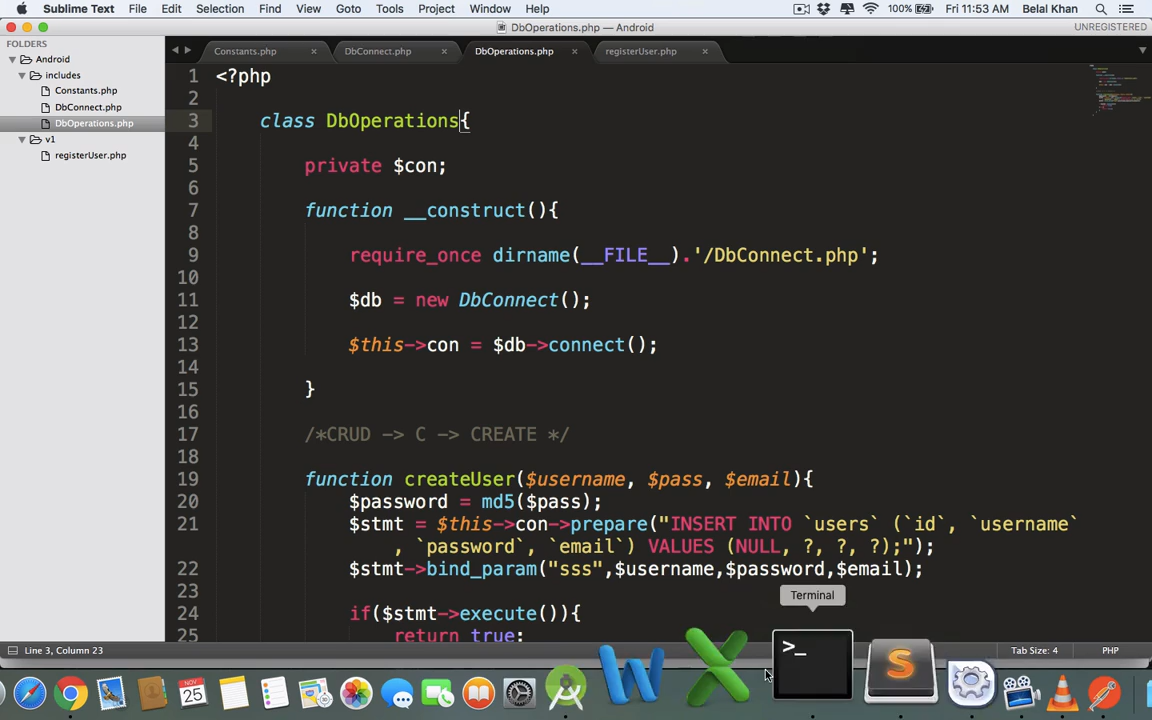 Sublime Text File Edit Selection Find View Goto Tools Project Window Help 100% Fri 11:53 AM Belal Khan
DbOperations.php — Android UNREGISTERED
FOLDERS
Android
includes
Constants.php
DbConnect.php
DbOperations.php
v1
registerUser.php
Constants.php × DbConnect.php × DbOperations.php × registerUser.php ×
1 <?php
2
3 class DbOperations{
4
5 private $con;
6
7 function __construct(){
8
9 require_once dirname(__FILE__).'/DbConnect.php';
10
11 $db = new DbConnect();
12
13 $this->con = $db->connect();
14
15 }
16
17 /*CRUD -> C -> CREATE */
18
19 function createUser($username, $pass, $email){
20 $password = md5($pass);
21 $stmt = $this->con->prepare("INSERT INTO `users` (`id`, `username`
, `password`, `email`) VALUES (NULL, ?, ?, ?);");
22 $stmt->bind_param("sss",$username,$password,$email);
23
24 if($stmt->execute()){
25 return true;
Terminal
Line 3, Column 23 Tab Size: 4 PHP
NOV
25
W
X
>_
S